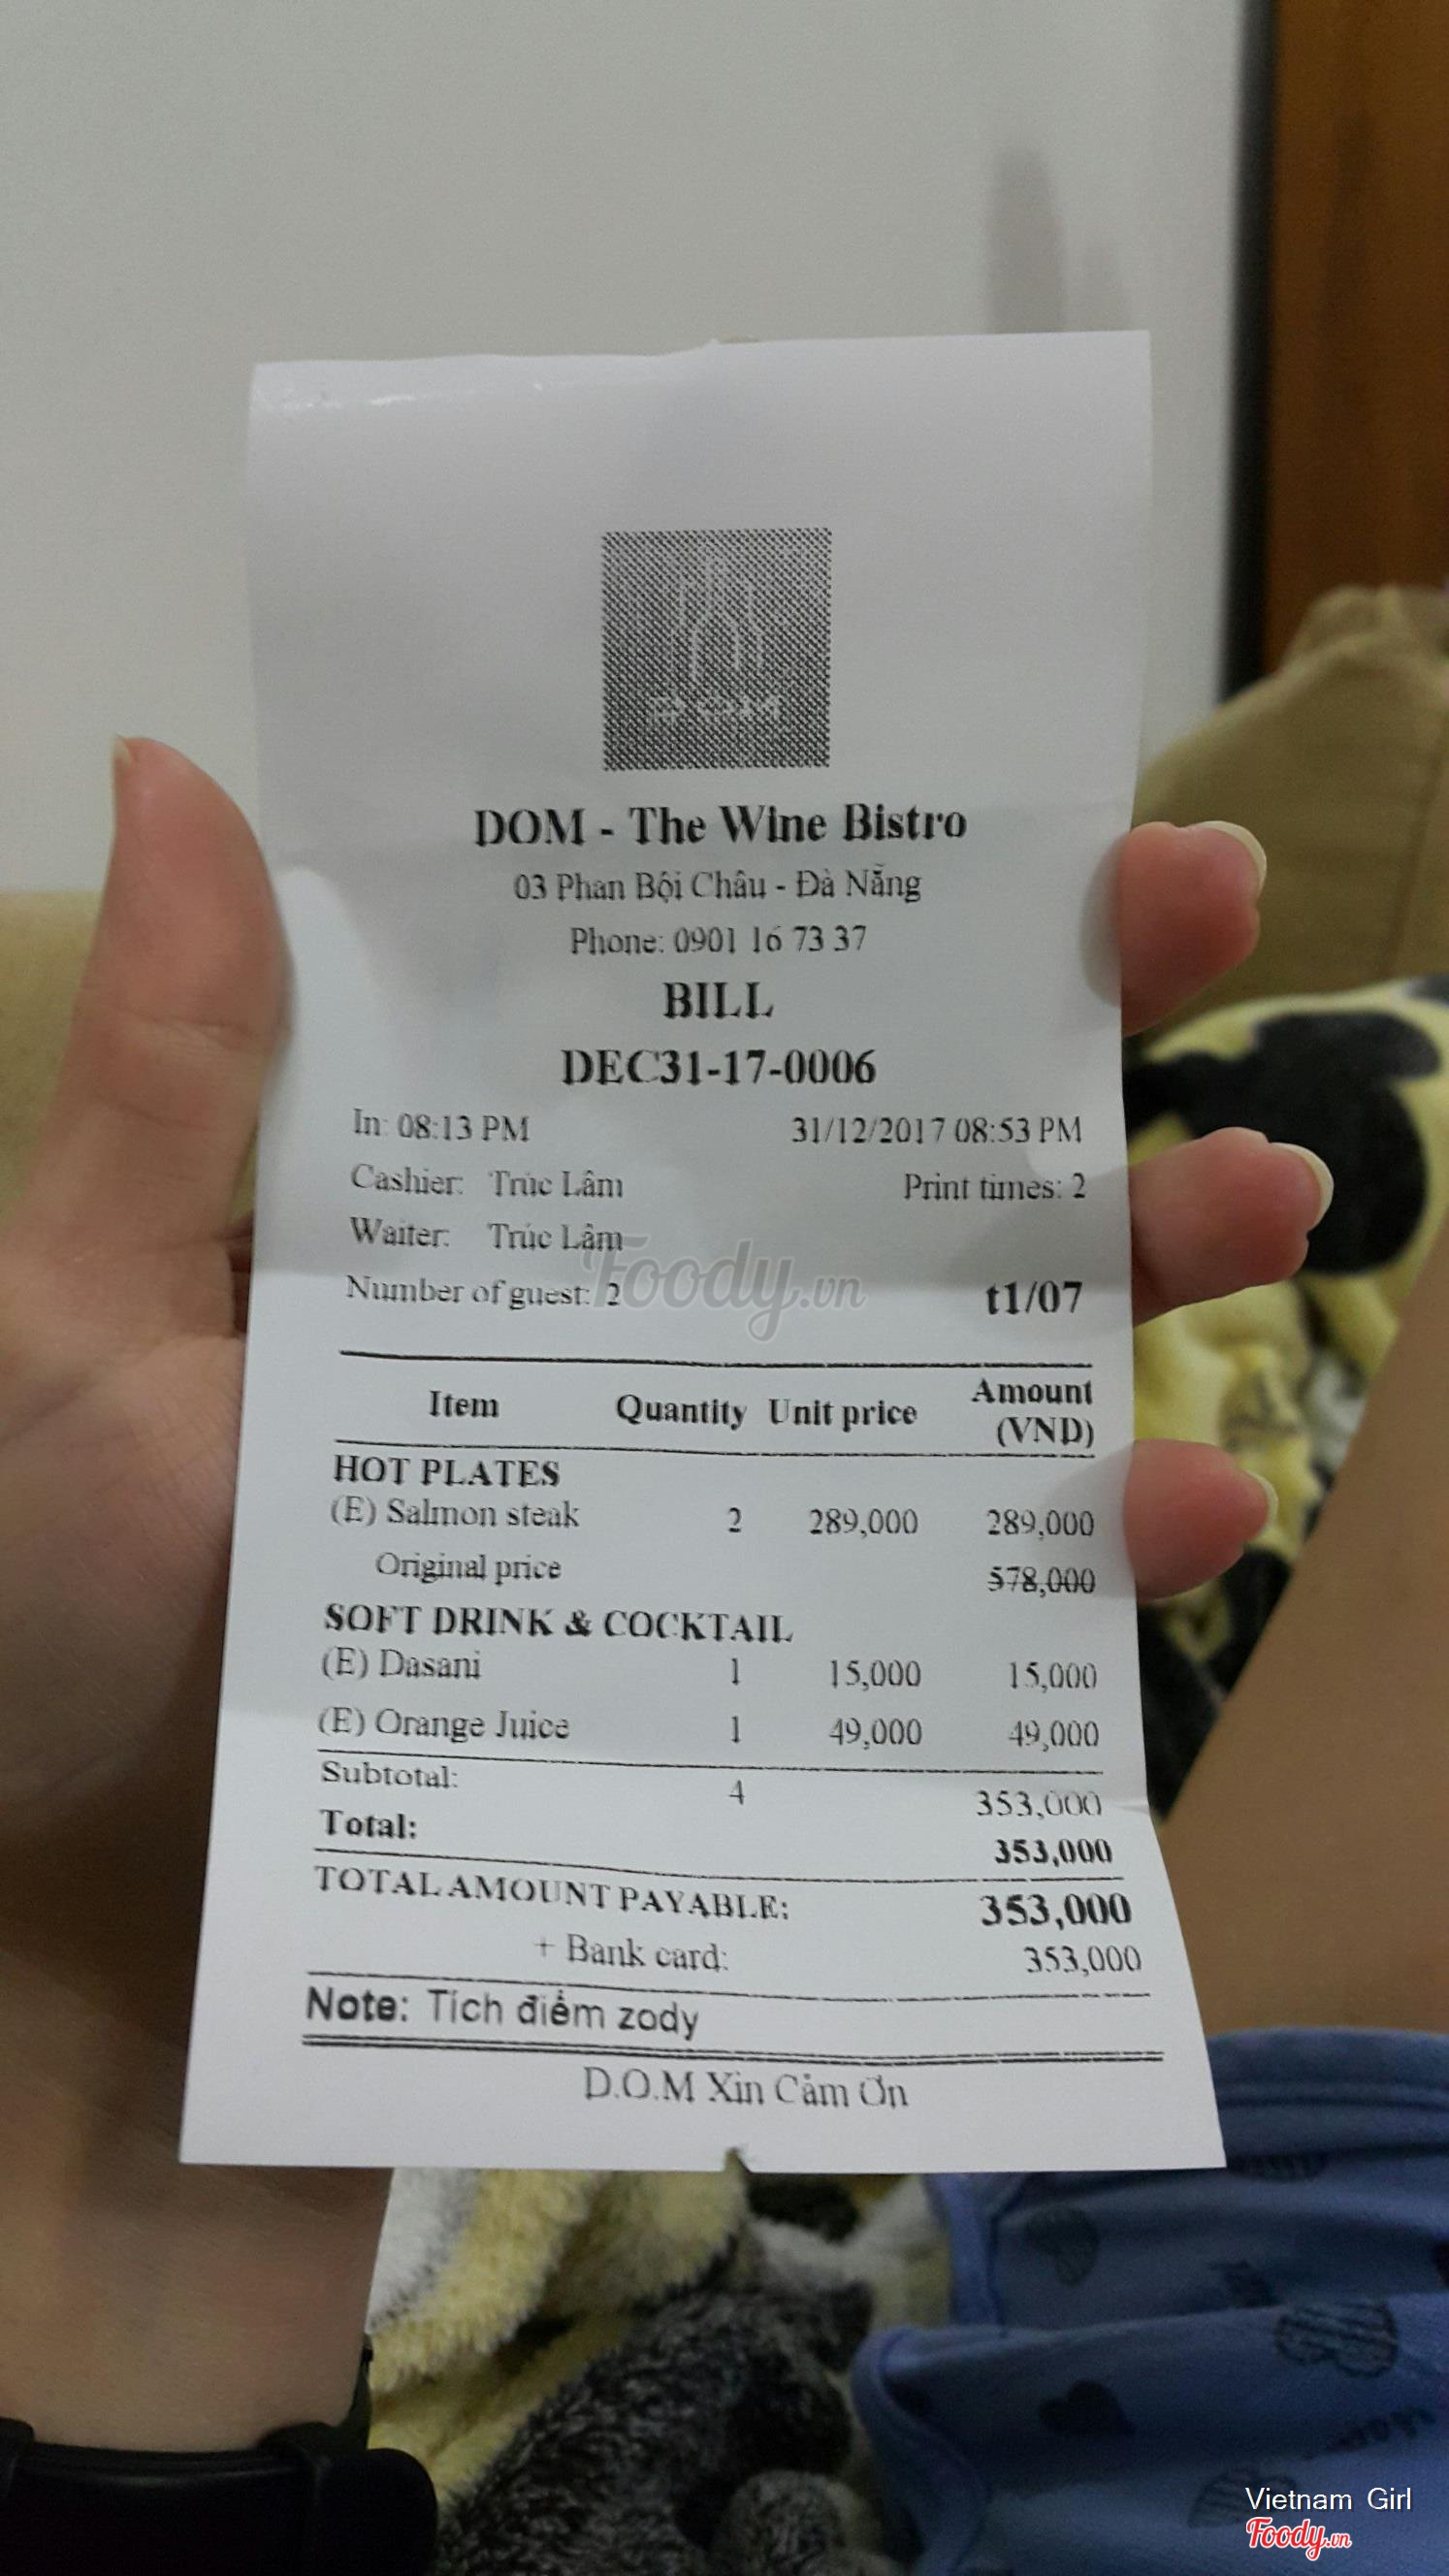 DOM - The Wine Bistro
03 Phan Bội Châu - Đà Nẵng
Phone: 0901 16 73 37
BILL
DEC31-17-0006
In: 08:13 PM 31/12/2017 08:53 PM
Cashier: Trúc Lâm Print times: 2
Waiter: Trúc Lâm
Foody.vn
Number of guest: 2 t1/07
Item Quantity Unit price Amount (VND)
HOT PLATES
(E) Salmon steak 2 289,000 289,000
Original price 578,000
SOFT DRINK & COCKTAIL
(E) Dasani 1 15,000 15,000
(E) Orange Juice 1 49,000 49,000
Subtotal: 4 353,000
Total: 353,000
TOTAL AMOUNT PAYABLE: 353,000
+ Bank card: 353,000
Note: Tích điểm zody
D.O.M Xin Cảm Ơn
Vietnam Girl
Foody.vn